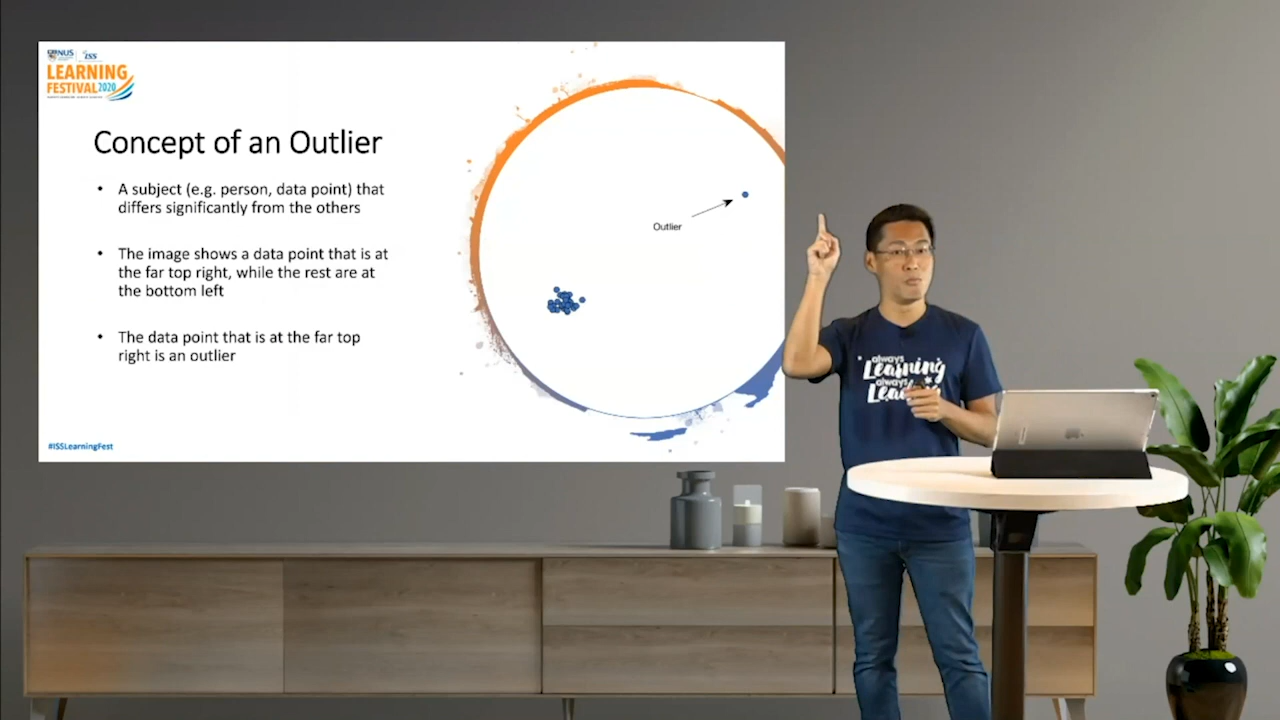 NUS
ISS
LEARNING
FESTIVAL 2020
Concept of an Outlier
• A subject (e.g. person, data point) that
differs significantly from the others
• The image shows a data point that is at
the far top right, while the rest are at
the bottom left
• The data point that is at the far top
right is an outlier
Outlier
#ISSLearningFest
always
Learning
always